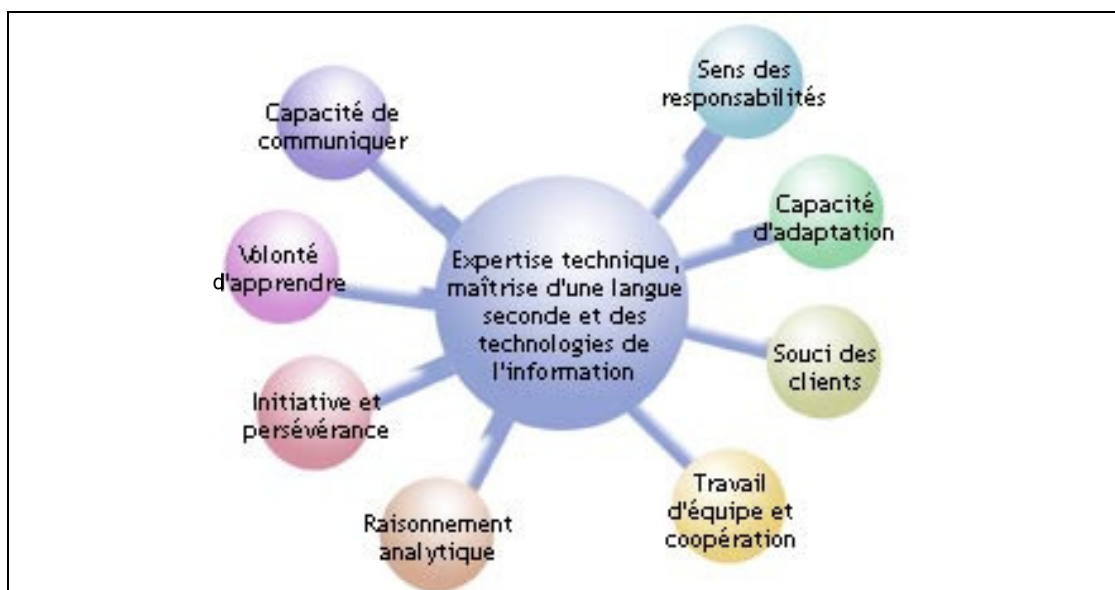 Sens des
responsabilités
Capacité de
communiquer
Capacité
d'adaptation
Volonté
d'apprendre
Expertise technique,
maîtrise d'une langue
seconde et des
technologies de
l'information
Souci des
clients
Initiative et
persévérance
Travail
d'équipe et
coopération
Raisonnement
analytique